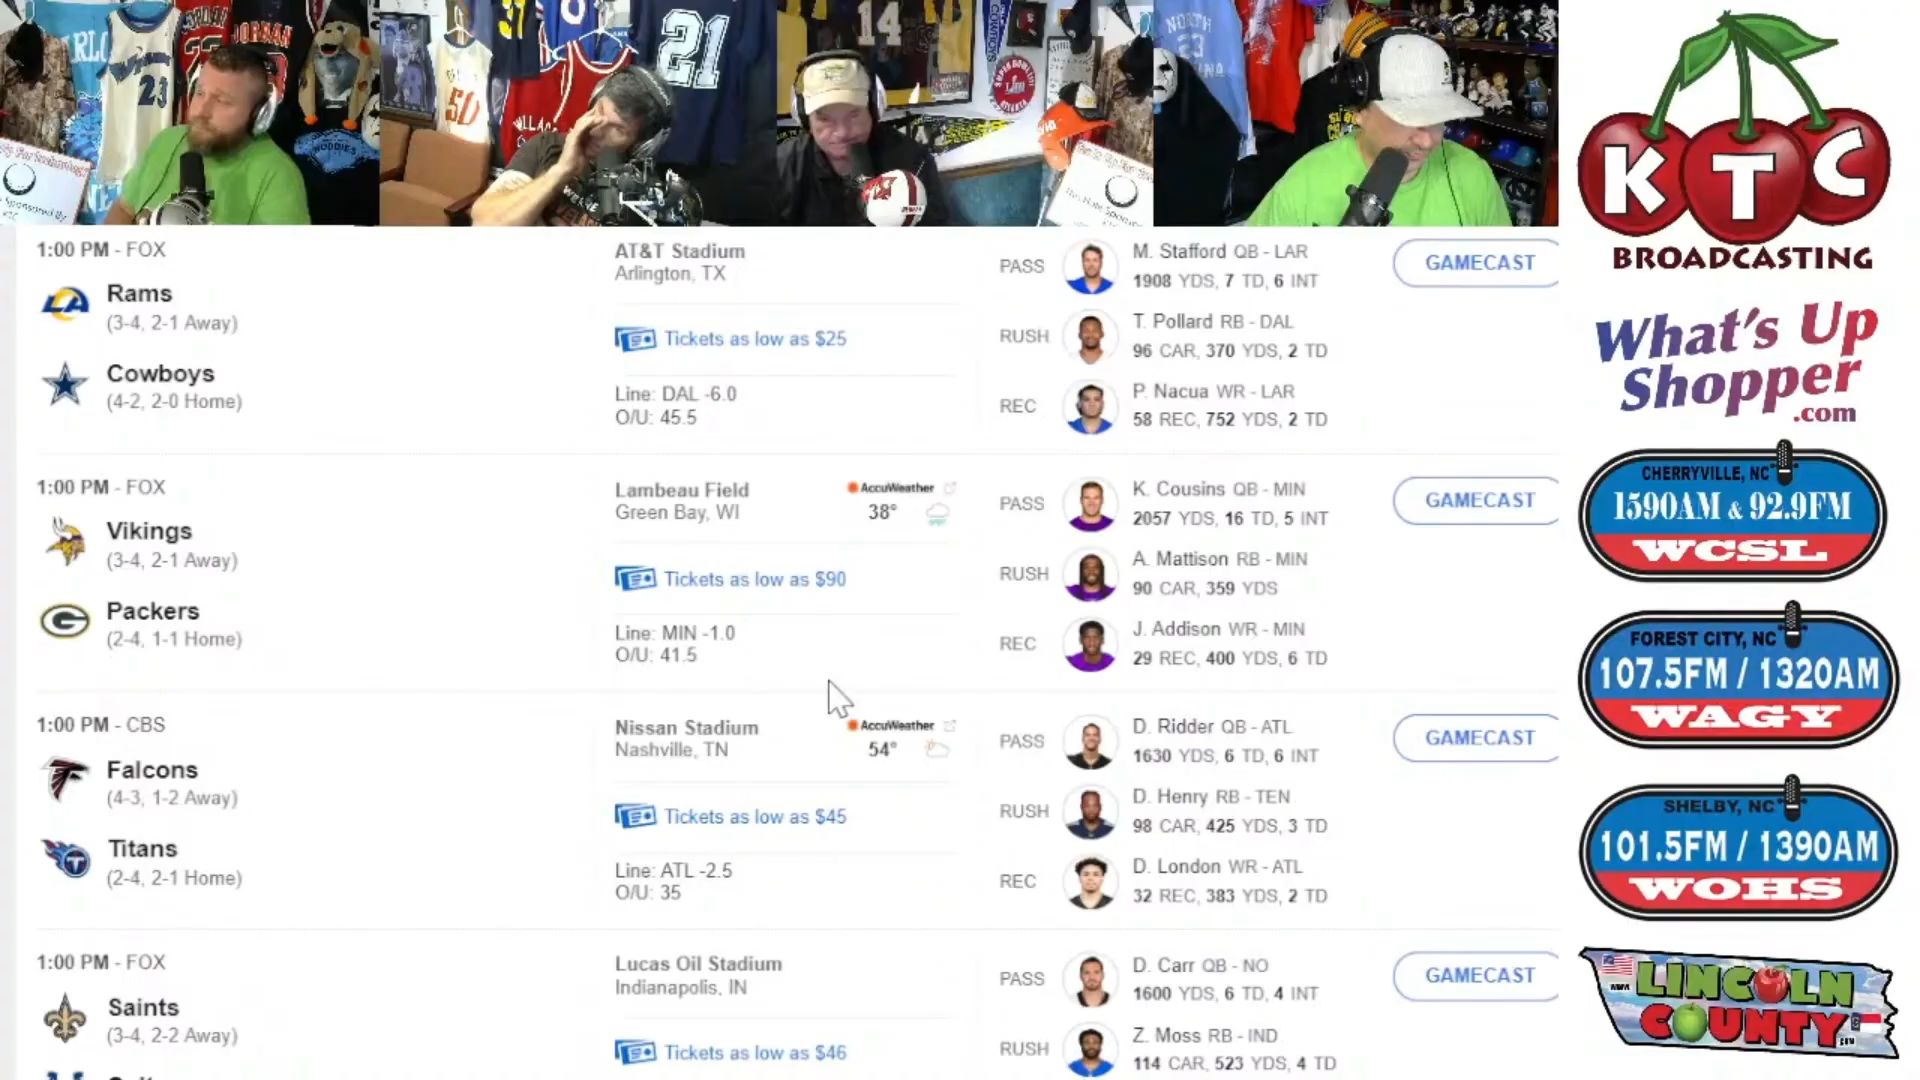 23
JORDAN
50
37
21
14
NORTH
23
Sponsored By
KTC
BROADCASTING
What's Up
Shopper
.com
CHERRYVILLE, NC
1590AM & 92.9FM
WCSL
FOREST CITY, NC
107.5FM / 1320AM
WAGY
SHELBY, NC
101.5FM / 1390AM
WOHS
LINCOLN
COUNTY
1:00 PM - FOX
Rams
(3-4, 2-1 Away)
Cowboys
(4-2, 2-0 Home)
AT&T Stadium
Arlington, TX
Tickets as low as $25
Line: DAL -6.0
O/U: 45.5
PASS
M. Stafford QB - LAR
1908 YDS, 7 TD, 6 INT
RUSH
T. Pollard RB - DAL
96 CAR, 370 YDS, 2 TD
REC
P. Nacua WR - LAR
58 REC, 752 YDS, 2 TD
GAMECAST
1:00 PM - FOX
Vikings
(3-4, 2-1 Away)
Packers
(2-4, 1-1 Home)
Lambeau Field
Green Bay, WI
AccuWeather
38°
Tickets as low as $90
Line: MIN -1.0
O/U: 41.5
PASS
K. Cousins QB - MIN
2057 YDS, 16 TD, 5 INT
RUSH
A. Mattison RB - MIN
90 CAR, 359 YDS
REC
J. Addison WR - MIN
29 REC, 400 YDS, 6 TD
GAMECAST
1:00 PM - CBS
Falcons
(4-3, 1-2 Away)
Titans
(2-4, 2-1 Home)
Nissan Stadium
Nashville, TN
AccuWeather
54°
Tickets as low as $45
Line: ATL -2.5
O/U: 35
PASS
D. Ridder QB - ATL
1630 YDS, 6 TD, 6 INT
RUSH
D. Henry RB - TEN
98 CAR, 425 YDS, 3 TD
REC
D. London WR - ATL
32 REC, 383 YDS, 2 TD
GAMECAST
1:00 PM - FOX
Saints
(3-4, 2-2 Away)
Lucas Oil Stadium
Indianapolis, IN
Tickets as low as $46
PASS
D. Carr QB - NO
1600 YDS, 6 TD, 4 INT
RUSH
Z. Moss RB - IND
114 CAR, 523 YDS, 4 TD
GAMECAST